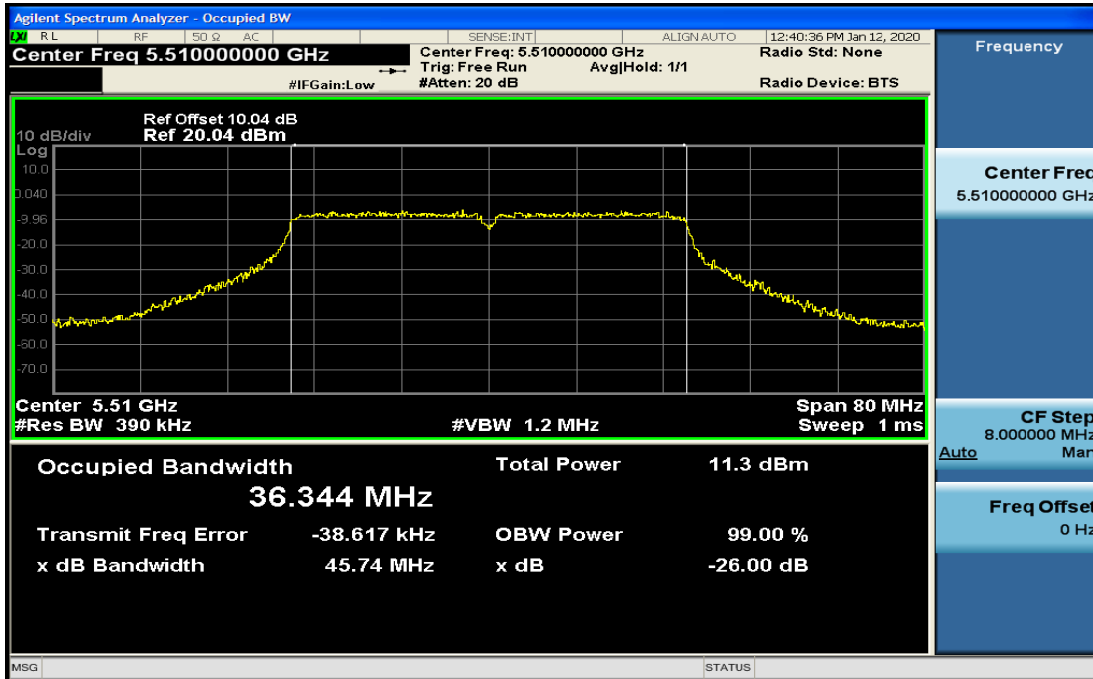 Agilent Spectrum Analyzer - Occupied BW
LXI RL RF 50 Ω AC SENSE:INT ALIGN AUTO 12:40:36 PM Jan 12, 2020
Center Freq 5.510000000 GHz
Center Freq: 5.510000000 GHz Radio Std: None
Trig: Free Run Avg|Hold: 1/1
#IFGain:Low #Atten: 20 dB Radio Device: BTS
Ref Offset 10.04 dB
10 dB/div Ref 20.04 dBm
Log
10.0
0.040
-9.96
-20.0
-30.0
-40.0
-50.0
-60.0
-70.0
Center 5.51 GHz Span 80 MHz
#Res BW 390 kHz #VBW 1.2 MHz Sweep 1 ms
Occupied Bandwidth Total Power 11.3 dBm
36.344 MHz
Transmit Freq Error -38.617 kHz OBW Power 99.00 %
x dB Bandwidth 45.74 MHz x dB -26.00 dB
MSG STATUS
Frequency
Center Freq
5.510000000 GHz
CF Step
8.000000 MHz
Auto Man
Freq Offset
0 Hz